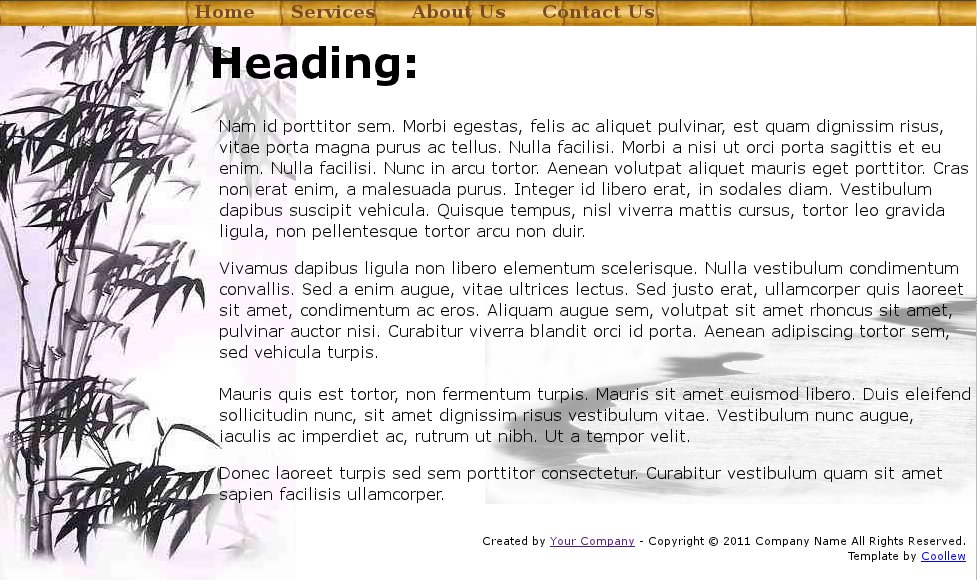 Home Services About Us Contact Us
Heading:
Nam id porttitor sem. Morbi egestas, felis ac aliquet pulvinar, est quam dignissim risus,
vitae porta magna purus ac tellus. Nulla facilisi. Morbi a nisi ut orci porta sagittis et eu
enim. Nulla facilisi. Nunc in arcu tortor. Aenean volutpat aliquet mauris eget porttitor. Cras
non erat enim, a malesuada purus. Integer id libero erat, in sodales diam. Vestibulum
dapibus suscipit vehicula. Quisque tempus, nisl viverra mattis cursus, tortor leo gravida
ligula, non pellentesque tortor arcu non duir.
Vivamus dapibus ligula non libero elementum scelerisque. Nulla vestibulum condimentum
convallis. Sed a enim augue, vitae ultrices lectus. Sed justo erat, ullamcorper quis laoreet
sit amet, condimentum ac eros. Aliquam augue sem, volutpat sit amet rhoncus sit amet,
pulvinar auctor nisi. Curabitur viverra blandit orci id porta. Aenean adipiscing tortor sem,
sed vehicula turpis.
Mauris quis est tortor, non fermentum turpis. Mauris sit amet euismod libero. Duis eleifend
sollicitudin nunc, sit amet dignissim risus vestibulum vitae. Vestibulum nunc augue,
iaculis ac imperdiet ac, rutrum ut nibh. Ut a tempor velit.
Donec laoreet turpis sed sem porttitor consectetur. Curabitur vestibulum quam sit amet
sapien facilisis ullamcorper.
Created by Your Company - Copyright © 2011 Company Name All Rights Reserved.
Template by Coollew